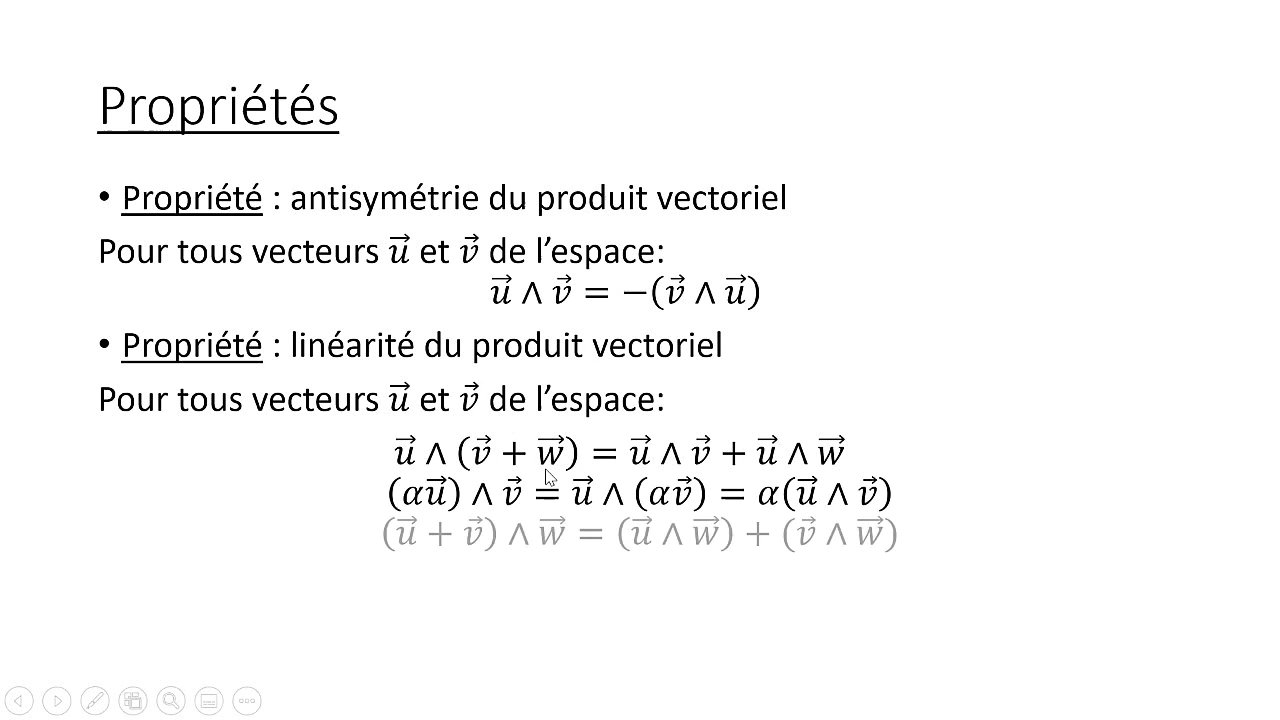 Propriétés
• Propriété : antisymétrie du produit vectoriel
Pour tous vecteurs u⃗ et v⃗ de l’espace:
u⃗ ∧ v⃗ = −(v⃗ ∧ u⃗)
• Propriété : linéarité du produit vectoriel
Pour tous vecteurs u⃗ et v⃗ de l’espace:
u⃗ ∧ (v⃗ + w⃗) = u⃗ ∧ v⃗ + u⃗ ∧ w⃗
(αu⃗) ∧ v⃗ = u⃗ ∧ (αv⃗) = α(u⃗ ∧ v⃗)
(u⃗ + v⃗) ∧ w⃗ = (u⃗ ∧ w⃗) + (v⃗ ∧ w⃗)